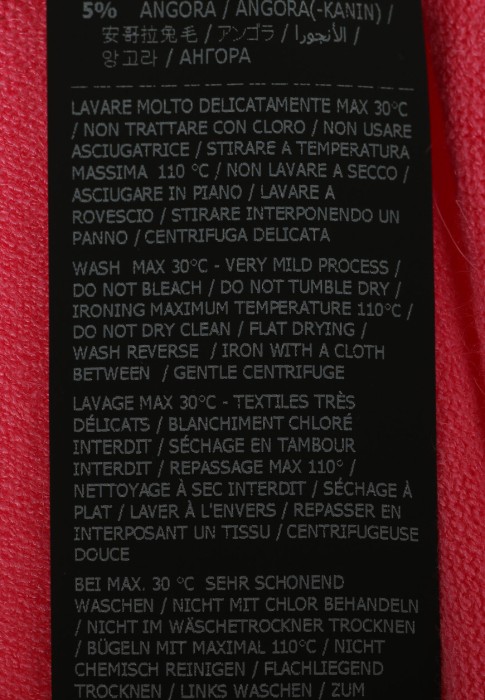 5% ANGORA / ANGORA(-KANIN) /
安哥拉兔毛 / アンゴラ / الأنجورا /
앙고라 / АНГОРА
LAVARE MOLTO DELICATAMENTE MAX 30°C
/ NON TRATTARE CON CLORO / NON USARE
ASCIUGATRICE / STIRARE A TEMPERATURA
MASSIMA 110 °C / NON LAVARE A SECCO /
ASCIUGARE IN PIANO / LAVARE A
ROVESCIO / STIRARE INTERPONENDO UN
PANNO / CENTRIFUGA DELICATA
WASH MAX 30°C - VERY MILD PROCESS /
DO NOT BLEACH / DO NOT TUMBLE DRY /
IRONING MAXIMUM TEMPERATURE 110°C /
DO NOT DRY CLEAN / FLAT DRYING /
WASH REVERSE / IRON WITH A CLOTH
BETWEEN / GENTLE CENTRIFUGE
LAVAGE MAX 30°C - TEXTILES TRÈS
DÉLICATS / BLANCHIMENT CHLORÉ
INTERDIT / SÉCHAGE EN TAMBOUR
INTERDIT / REPASSAGE MAX 110° /
NETTOYAGE À SEC INTERDIT / SÉCHAGE À
PLAT / LAVER À L'ENVERS / REPASSER EN
INTERPOSANT UN TISSU / CENTRIFUGEUSE
DOUCE
BEI MAX. 30 °C SEHR SCHONEND
WASCHEN / NICHT MIT CHLOR BEHANDELN
/ NICHT IM WÄSCHETROCKNER TROCKNEN
/ BÜGELN MIT MAXIMAL 110°C / NICHT
CHEMISCH REINIGEN / FLACHLIEGEND
TROCKNEN / LINKS WASCHEN / ZUM